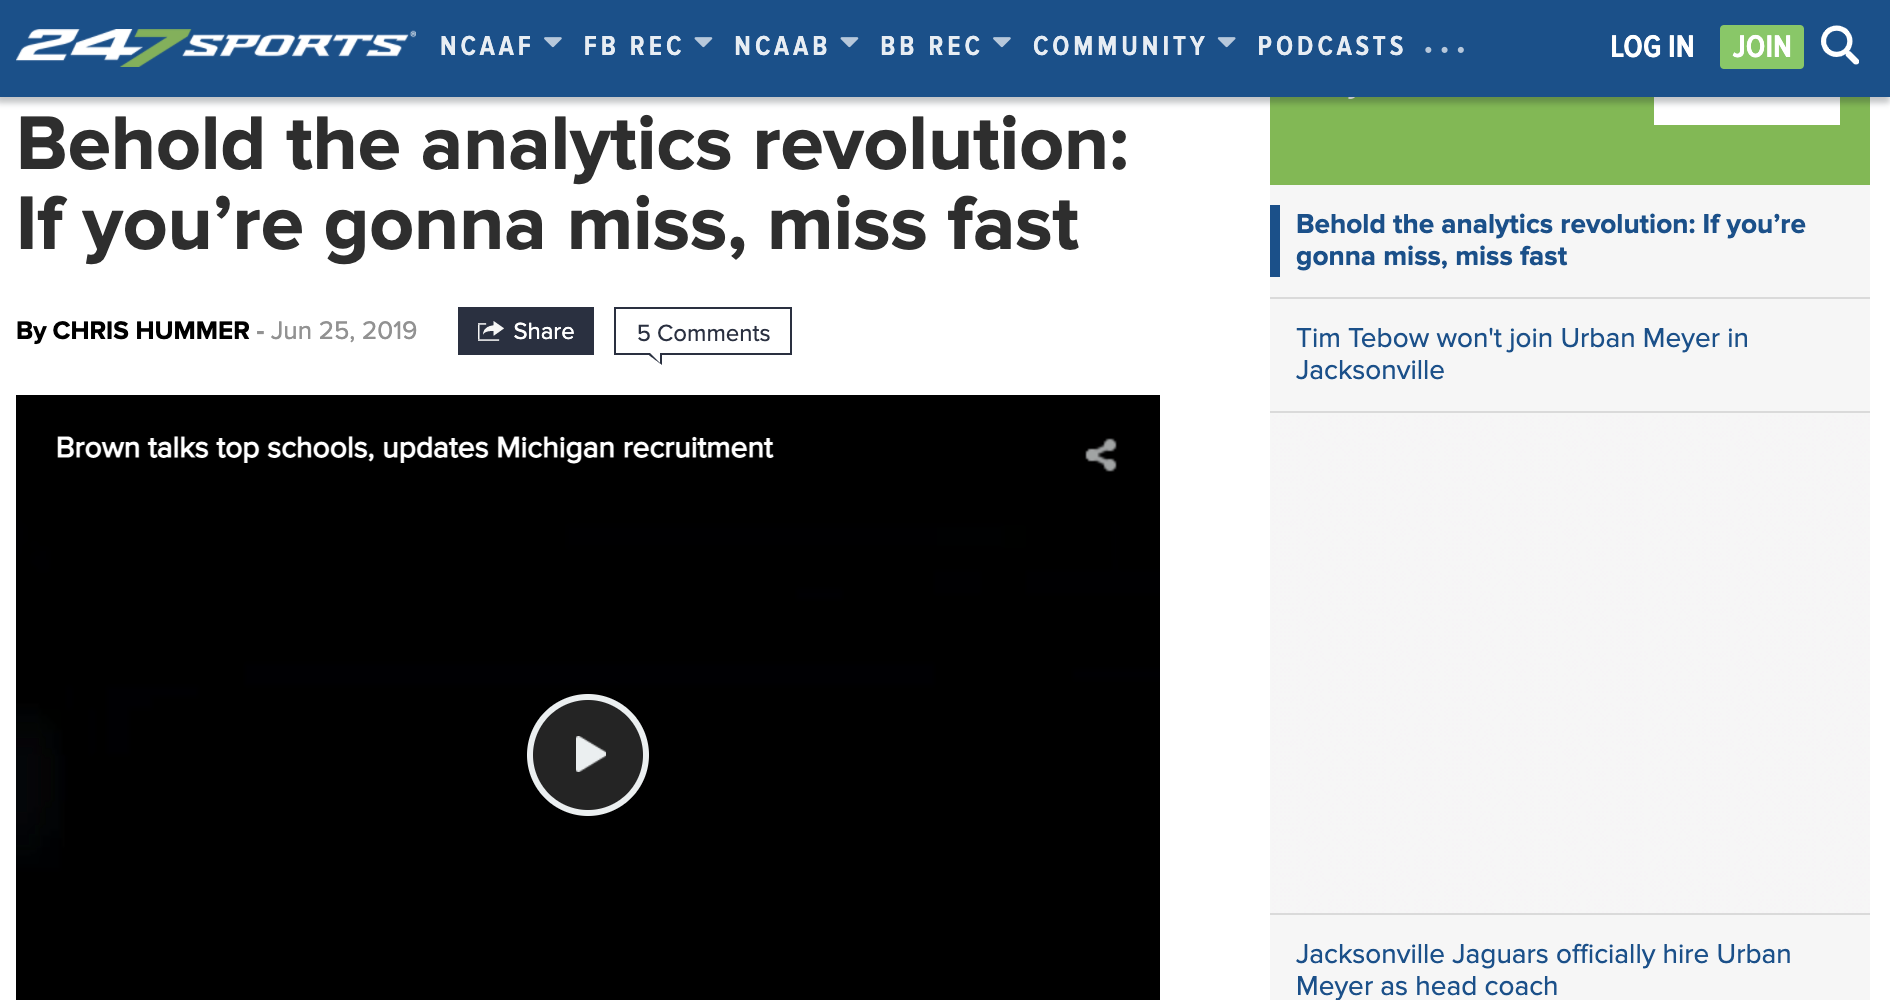 247SPORTS
NCAAF
FB REC
NCAAB
BB REC
COMMUNITY
PODCASTS
LOG IN
JOIN
Behold the analytics revolution:
If you’re gonna miss, miss fast
By CHRIS HUMMER - Jun 25, 2019
Share
5 Comments
Brown talks top schools, updates Michigan recruitment
Behold the analytics revolution: If you’re
gonna miss, miss fast
Tim Tebow won't join Urban Meyer in
Jacksonville
Jacksonville Jaguars officially hire Urban
Meyer as head coach